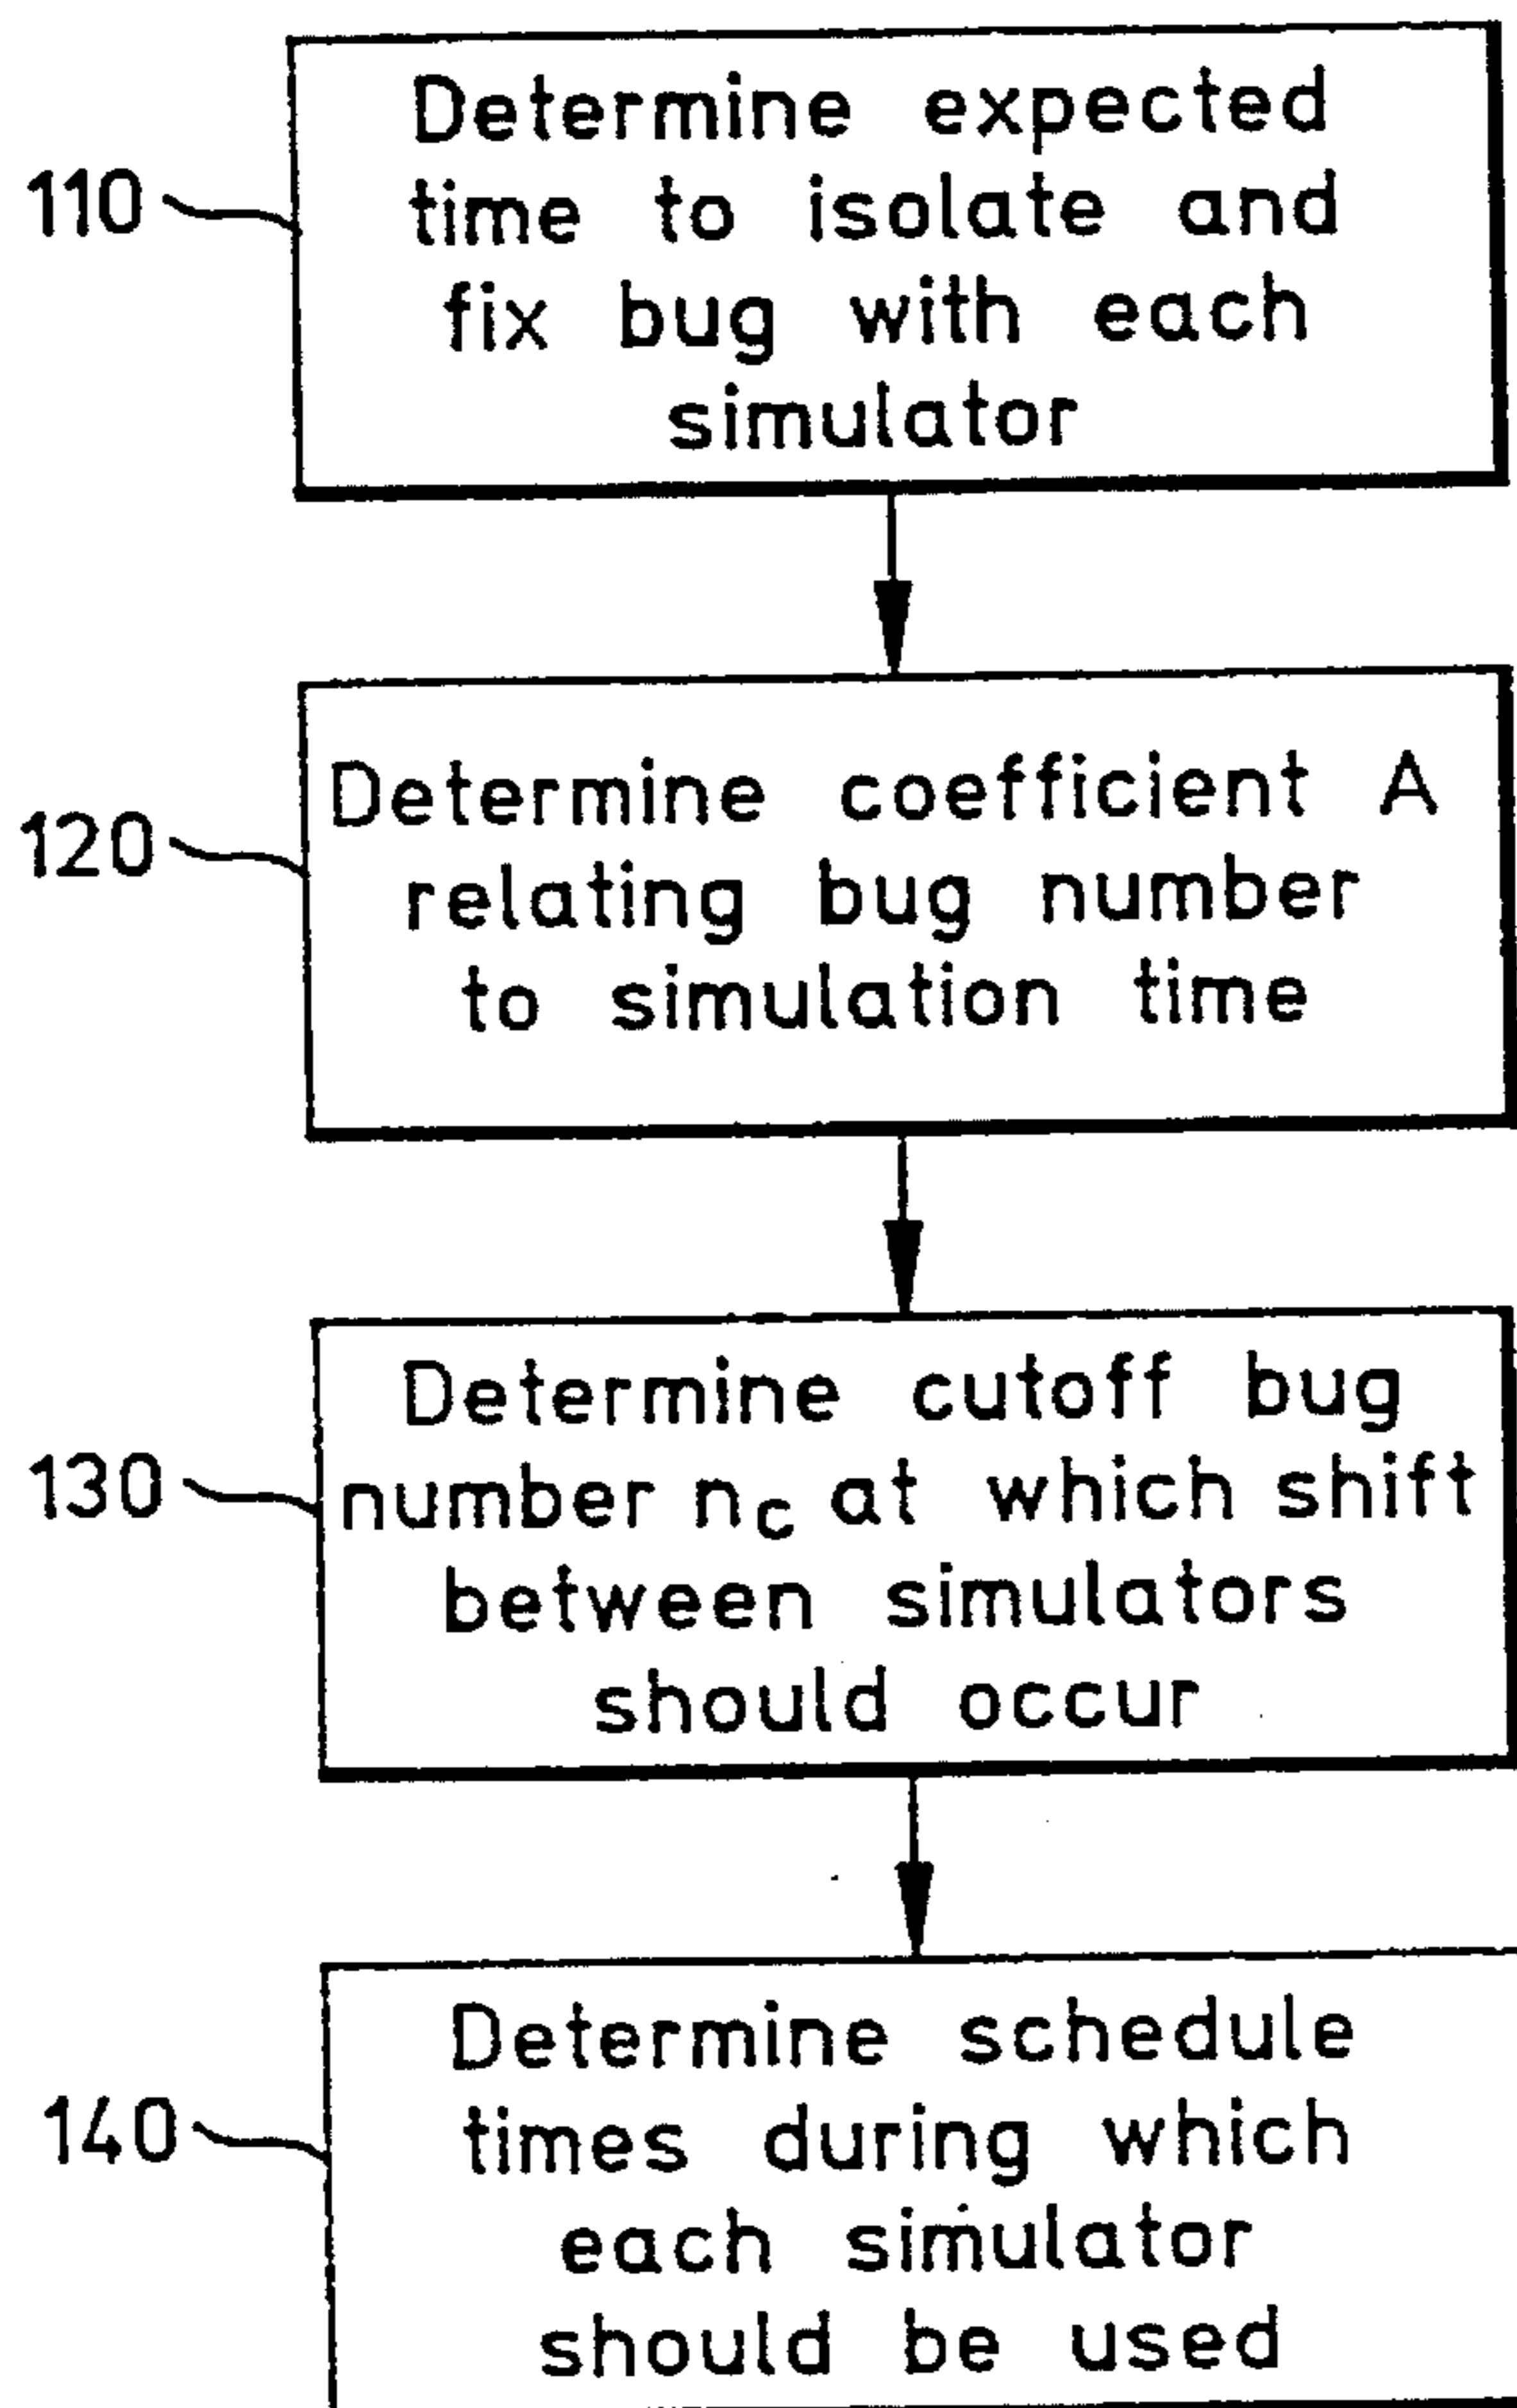 Determine expected
110 time to isolate and
fix bug with each
simulator
Determine coefficient A
120 relating bug number
to simulation time
Determine cutoff bug
130 number nc at which shift
between simulators
should occur
Determine schedule
140 times during which
each simulator
should be used